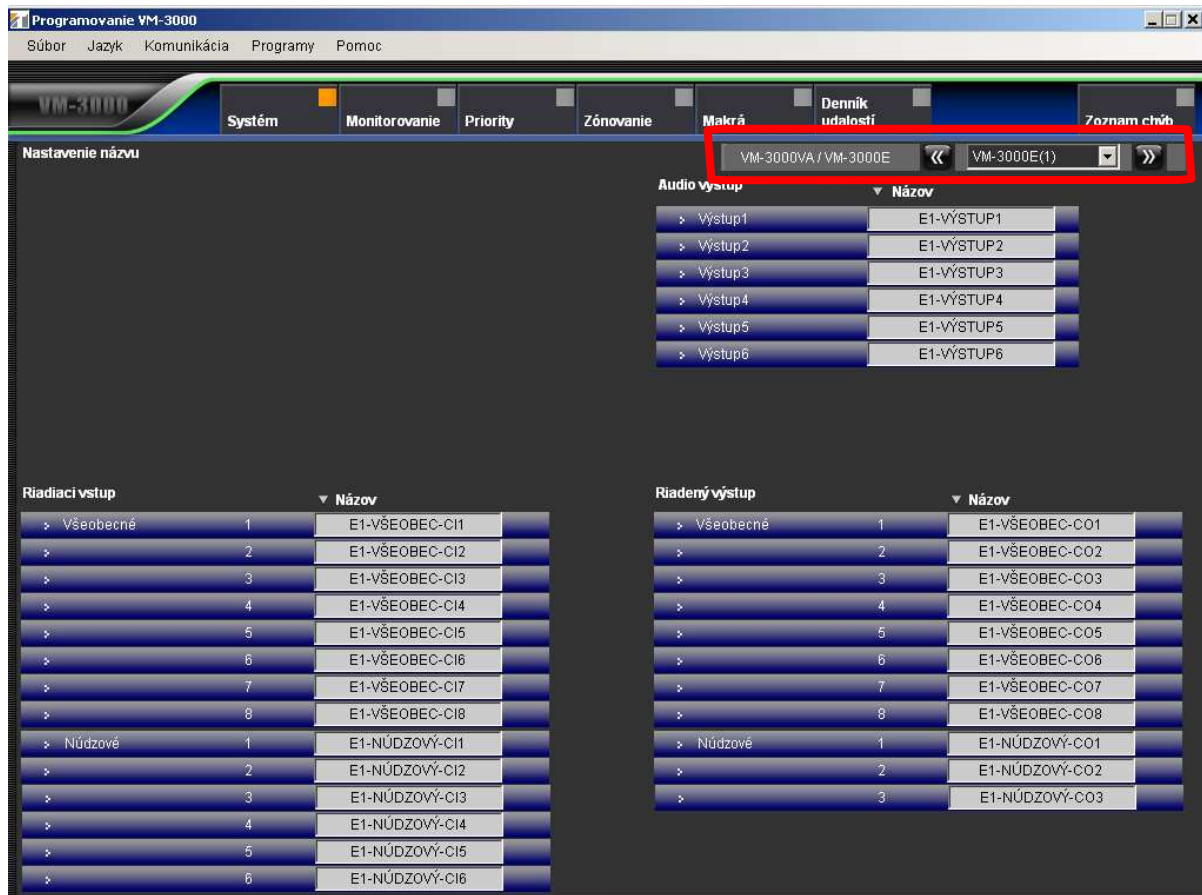 Programovanie VM-3000
Súbor Jazyk Komunikácia Programy Pomoc
VM-3000
Systém Monitorovanie Priority Zónovanie Makrá Denník udalostí Zoznam chýb
Nastavenie názvu
VM-3000VA / VM-3000E VM-3000E(1)
Audio výstup Názov
Výstup1 E1-VÝSTUP1
Výstup2 E1-VÝSTUP2
Výstup3 E1-VÝSTUP3
Výstup4 E1-VÝSTUP4
Výstup5 E1-VÝSTUP5
Výstup6 E1-VÝSTUP6
Riadiaci vstup Názov
Všeobecné 1 E1-VŠEOBEC-CI1
2 E1-VŠEOBEC-CI2
3 E1-VŠEOBEC-CI3
4 E1-VŠEOBEC-CI4
5 E1-VŠEOBEC-CI5
6 E1-VŠEOBEC-CI6
7 E1-VŠEOBEC-CI7
8 E1-VŠEOBEC-CI8
Núdzové 1 E1-NÚDZOVÝ-CI1
2 E1-NÚDZOVÝ-CI2
3 E1-NÚDZOVÝ-CI3
4 E1-NÚDZOVÝ-CI4
5 E1-NÚDZOVÝ-CI5
6 E1-NÚDZOVÝ-CI6
Riadený výstup Názov
Všeobecné 1 E1-VŠEOBEC-CO1
2 E1-VŠEOBEC-CO2
3 E1-VŠEOBEC-CO3
4 E1-VŠEOBEC-CO4
5 E1-VŠEOBEC-CO5
6 E1-VŠEOBEC-CO6
7 E1-VŠEOBEC-CO7
8 E1-VŠEOBEC-CO8
Núdzové 1 E1-NÚDZOVÝ-CO1
2 E1-NÚDZOVÝ-CO2
3 E1-NÚDZOVÝ-CO3